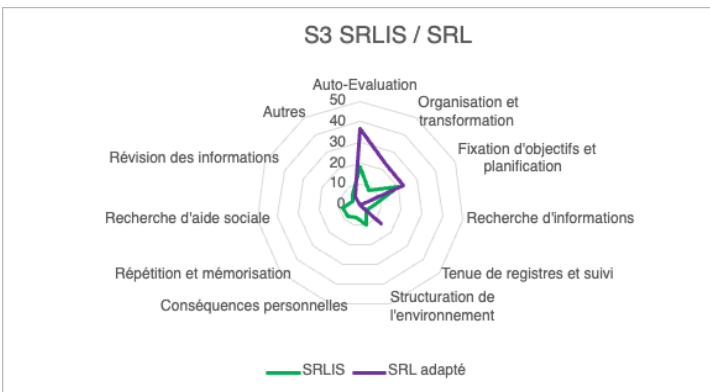 S3 SRLIS / SRL
Auto-Evaluation
50
40
30
20
10
0
Organisation et
transformation
Fixation d'objectifs et
planification
Recherche d'informations
Tenue de registres et suivi
Structuration de
l'environnement
Conséquences personnelles
Répétition et mémorisation
Recherche d'aide sociale
Révision des informations
Autres
SRLIS
SRL adapté